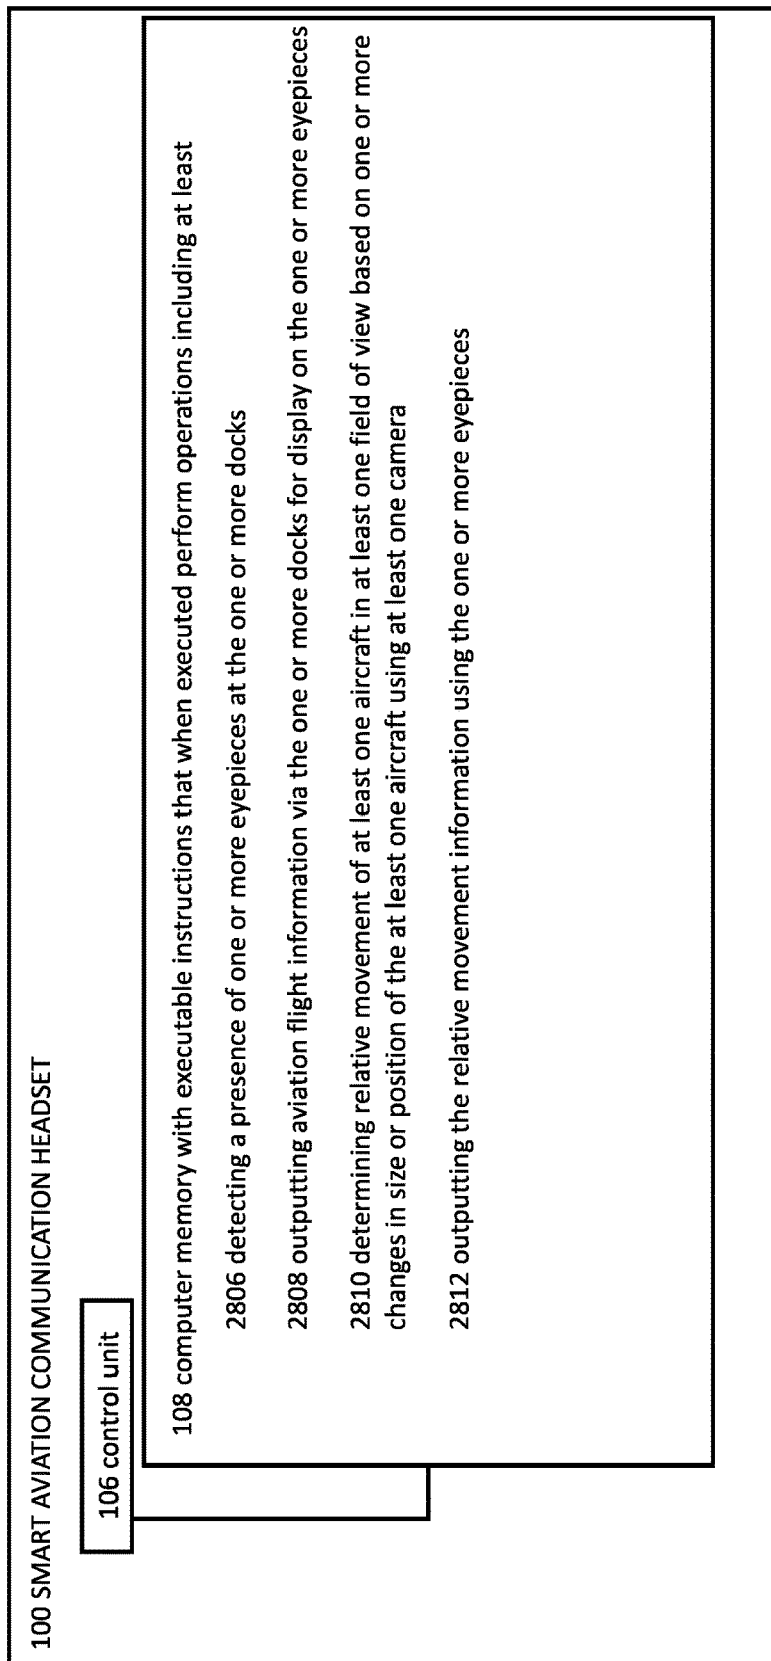 100 SMART AVIATION COMMUNICATION HEADSET
106 control unit
108 computer memory with executable instructions that when executed perform operations including at least
2806 detecting a presence of one or more eyepieces at the one or more docks
2808 outputting aviation flight information via the one or more docks for display on the one or more eyepieces
2810 determining relative movement of at least one aircraft in at least one field of view based on one or more
changes in size or position of the at least one aircraft using at least one camera
2812 outputting the relative movement information using the one or more eyepieces